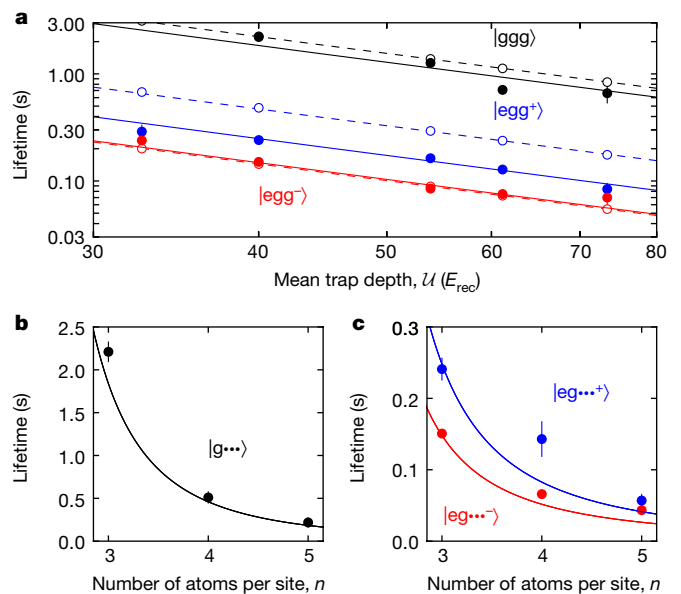 a
3.00
1.00
0.30
0.10
0.03
Lifetime (s)
|ggg⟩
|egg⁺⟩
|egg⁻⟩
30
40
50
60
70
80
Mean trap depth, 𝒰 (E_rec)
b
2.5
2.0
1.5
1.0
0.5
0.0
Lifetime (s)
|g•••⟩
3
4
5
Number of atoms per site, n
c
0.3
0.2
0.1
0.0
Lifetime (s)
|eg•••⁺⟩
|eg•••⁻⟩
3
4
5
Number of atoms per site, n